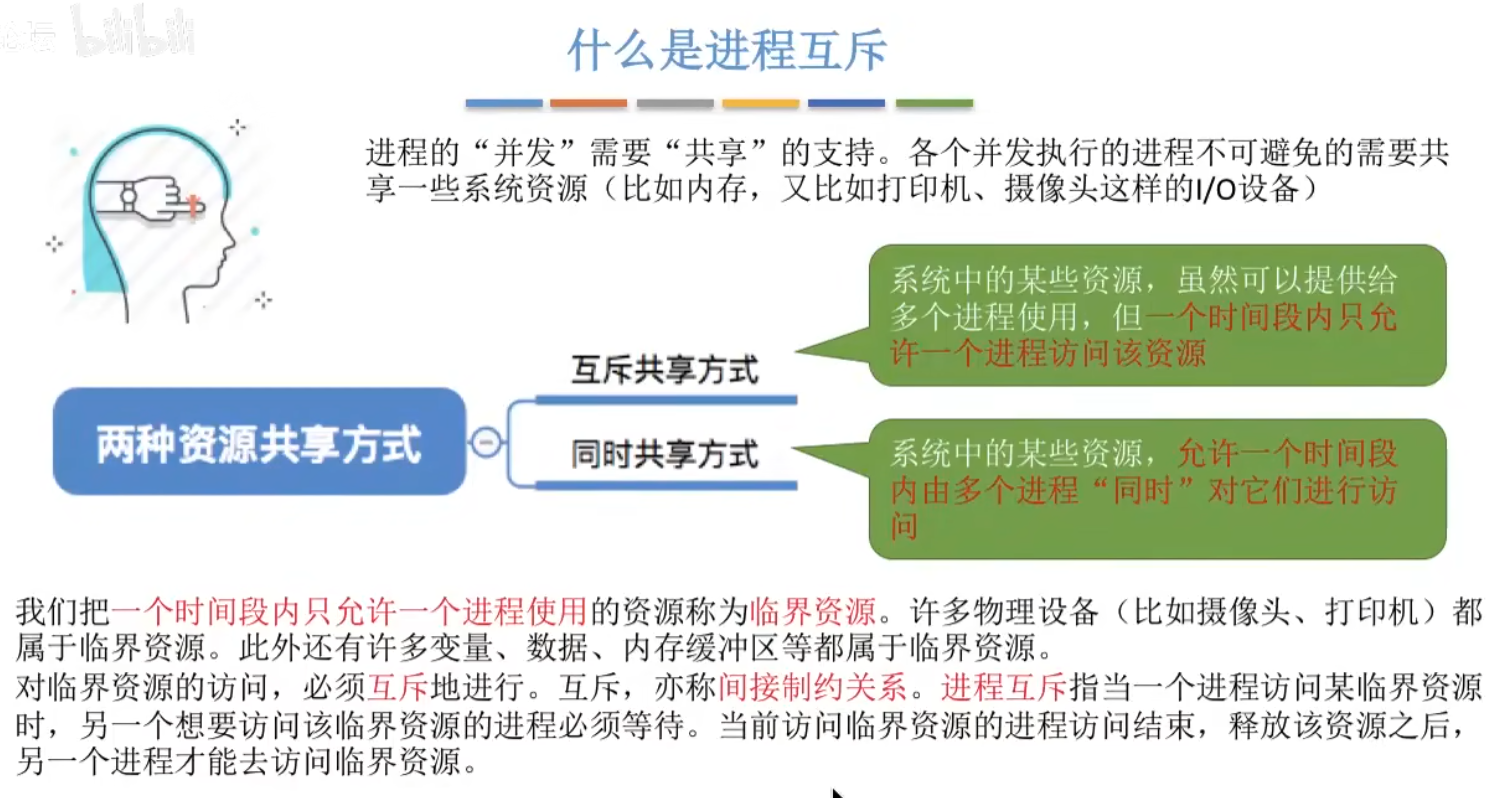 bilibili
什么是进程互斥
进程的“并发”需要“共享”的支持。各个并发执行的进程不可避免的需要共
享一些系统资源（比如内存，又比如打印机、摄像头这样的I/O设备）
系统中的某些资源，虽然可以提供给
多个进程使用，但一个时间段内只允
许一个进程访问该资源
互斥共享方式
两种资源共享方式
同时共享方式
系统中的某些资源，允许一个时间段
内由多个进程“同时”对它们进行访
问
我们把一个时间段内只允许一个进程使用的资源称为临界资源。许多物理设备（比如摄像头、打印机）都
属于临界资源。此外还有许多变量、数据、内存缓冲区等都属于临界资源。
对临界资源的访问，必须互斥地进行。互斥，亦称间接制约关系。进程互斥指当一个进程访问某临界资源
时，另一个想要访问该临界资源的进程必须等待。当前访问临界资源的进程访问结束，释放该资源之后，
另一个进程才能去访问临界资源。